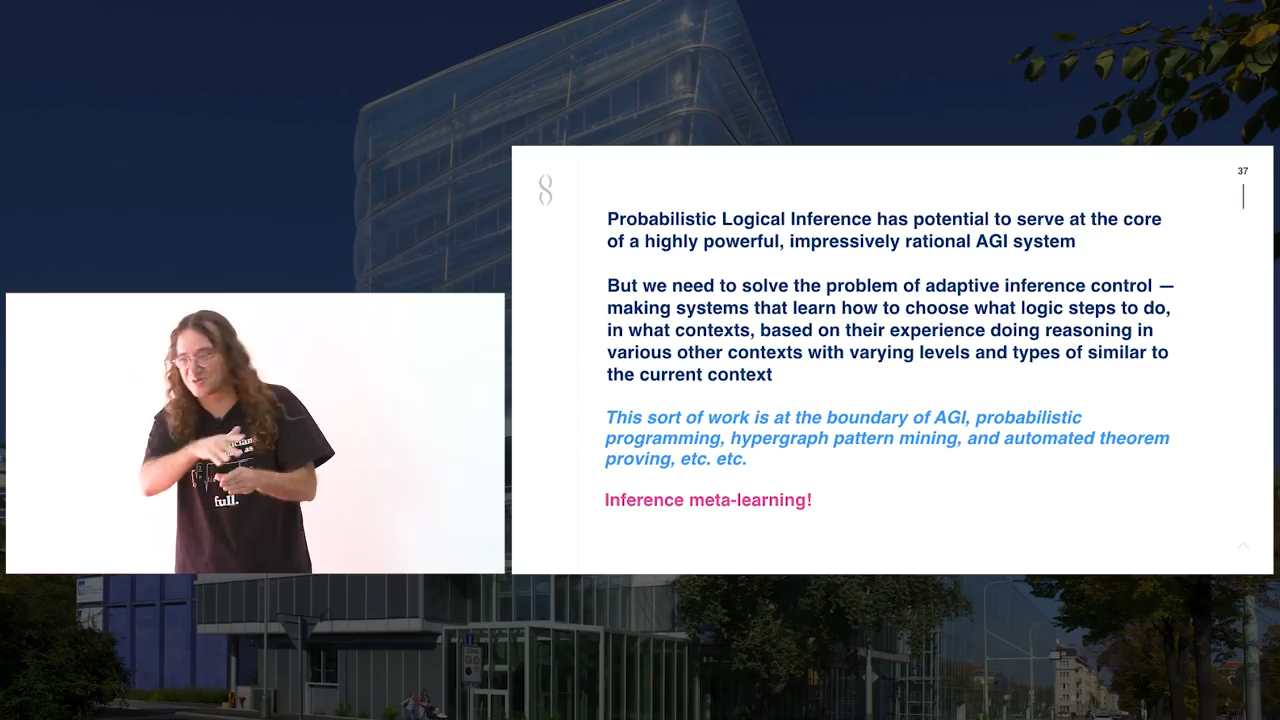 37
Probabilistic Logical Inference has potential to serve at the core
of a highly powerful, impressively rational AGI system
But we need to solve the problem of adaptive inference control —
making systems that learn how to choose what logic steps to do,
in what contexts, based on their experience doing reasoning in
various other contexts with varying levels and types of similar to
the current context
This sort of work is at the boundary of AGI, probabilistic
programming, hypergraph pattern mining, and automated theorem
proving, etc. etc.
Inference meta-learning!
full.